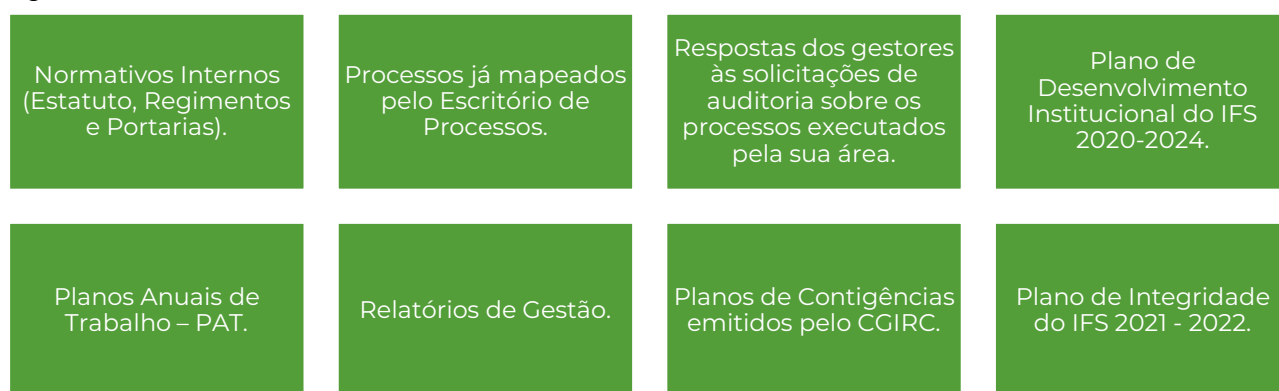 Normativos Internos
(Estatuto, Regimentos
e Portarias).
Processos já mapeados
pelo Escritório de
Processos.
Respostas dos gestores
às solicitações de
auditoria sobre os
processos executados
pela sua área.
Plano de
Desenvolvimento
Institucional do IFS
2020-2024.
Planos Anuais de
Trabalho – PAT.
Relatórios de Gestão.
Planos de Contigências
emitidos pelo CGIRC.
Plano de Integridade
do IFS 2021 - 2022.